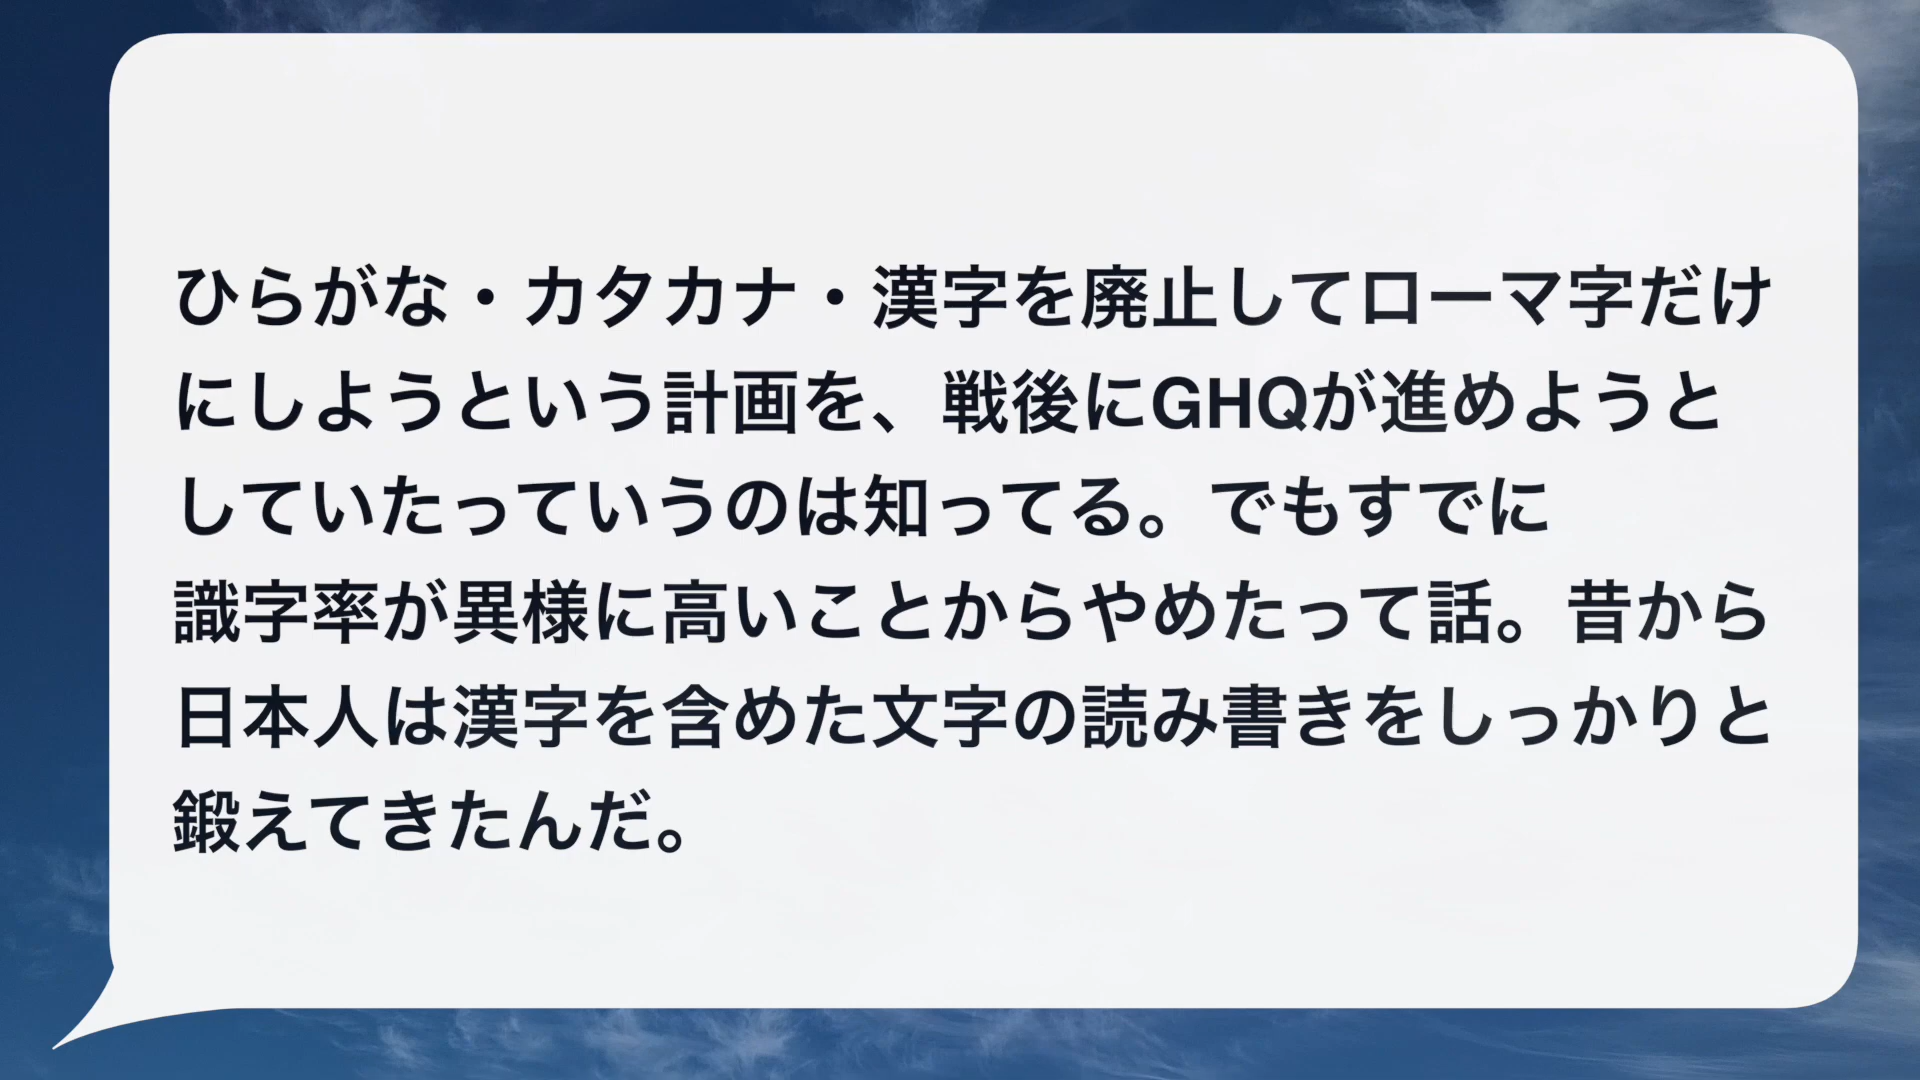 ひらがな・カタカナ・漢字を廃止してローマ字だけ
にしようという計画を、戦後にGHQが進めようと
していたっていうのは知ってる。でもすでに
識字率が異様に高いことからやめたって話。昔から
日本人は漢字を含めた文字の読み書きをしっかりと
鍛えてきたんだ。